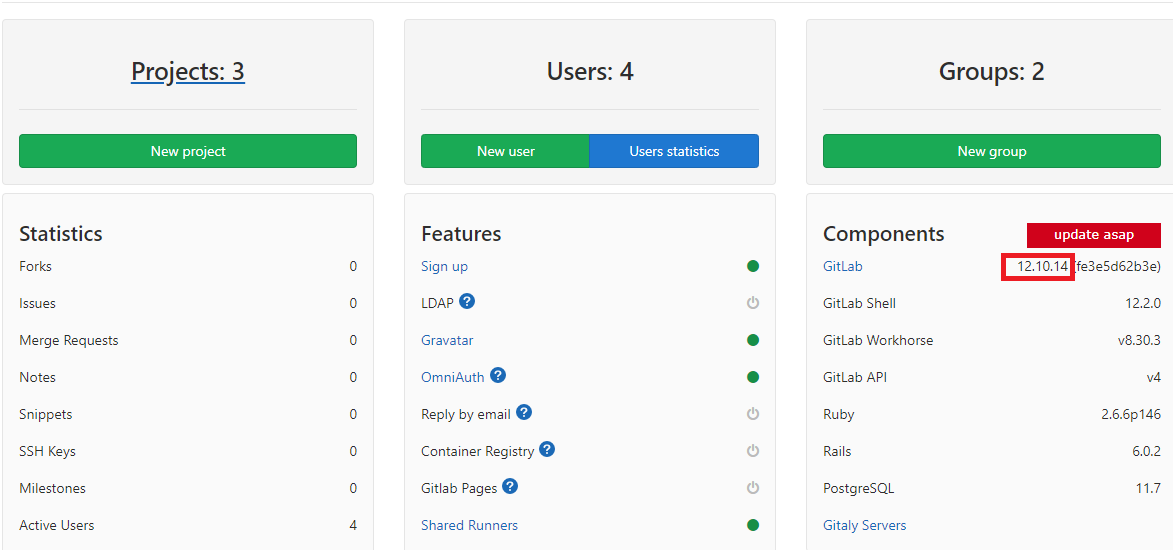 Projects: 3
New project
Users: 4
New user Users statistics
Groups: 2
New group
Statistics
Forks 0
Issues 0
Merge Requests 0
Notes 0
Snippets 0
SSH Keys 0
Milestones 0
Active Users 4
Features
Sign up
LDAP ?
Gravatar
OmniAuth ?
Reply by email ?
Container Registry ?
Gitlab Pages ?
Shared Runners
Components update asap
GitLab 12.10.14 (fe3e5d62b3e)
GitLab Shell 12.2.0
GitLab Workhorse v8.30.3
GitLab API v4
Ruby 2.6.6p146
Rails 6.0.2
PostgreSQL 11.7
Gitaly Servers